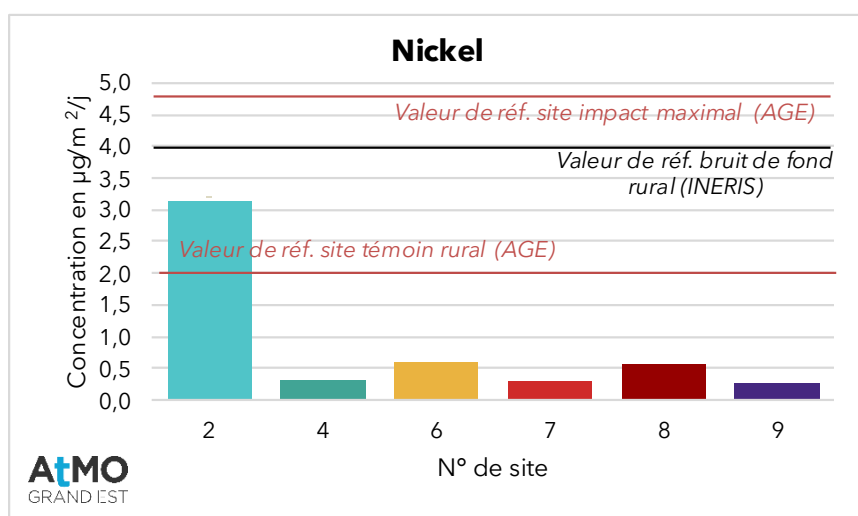 Nickel
Concentration en µg/m²/j
5,0
4,5
4,0
3,5
3,0
2,5
2,0
1,5
1,0
0,5
0,0
Valeur de réf. site impact maximal (AGE)
Valeur de réf. bruit de fond
rural (INERIS)
Valeur de réf. site témoin rural (AGE)
2 4 6 7 8 9
N° de site
AtMO
GRAND EST